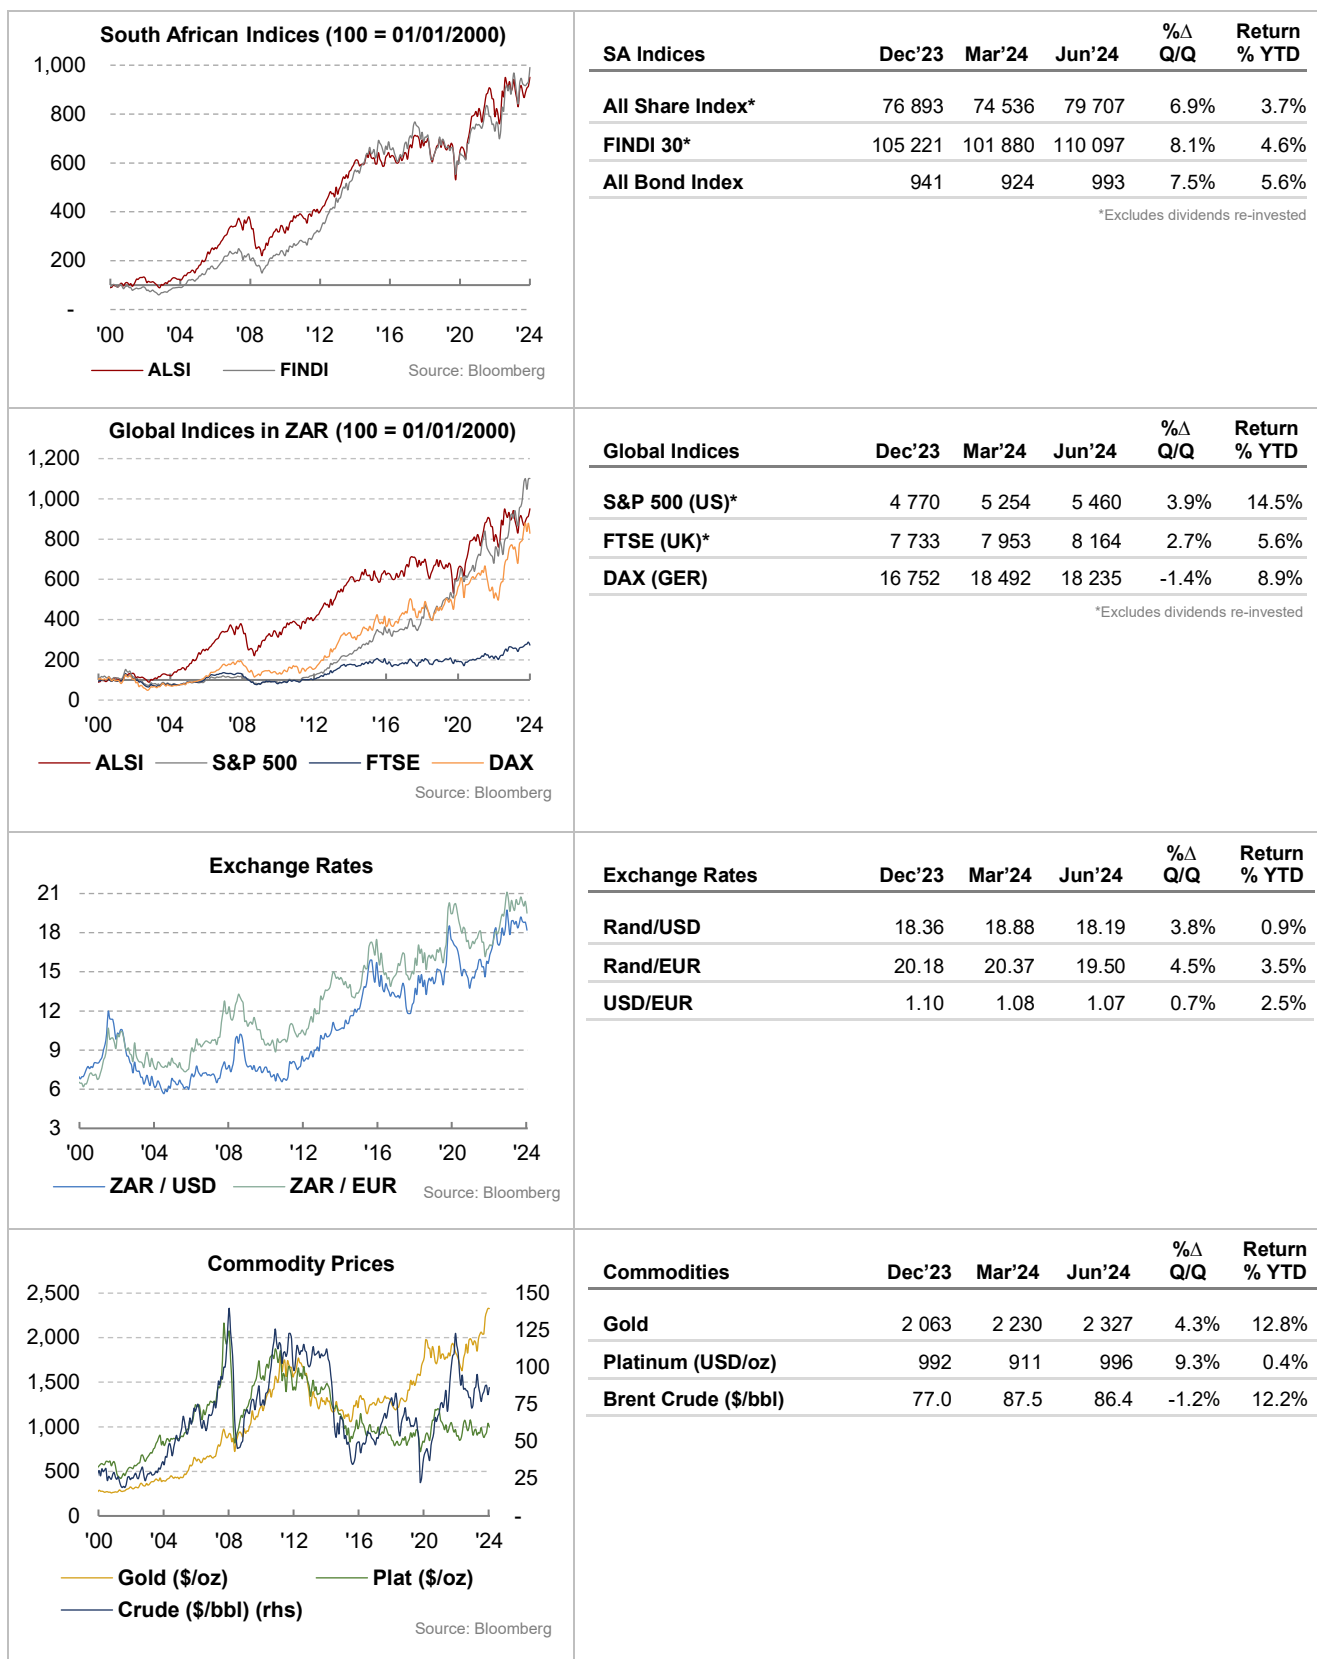 South African Indices (100 = 01/01/2000)
1,000
800
600
400
200
-
'00 '04 '08 '12 '16 '20 '24
ALSI FINDI Source: Bloomberg
SA Indices Dec'23 Mar'24 Jun'24 %Δ Q/Q Return % YTD
All Share Index* 76 893 74 536 79 707 6.9% 3.7%
FINDI 30* 105 221 101 880 110 097 8.1% 4.6%
All Bond Index 941 924 993 7.5% 5.6%
*Excludes dividends re-invested
Global Indices in ZAR (100 = 01/01/2000)
1,200
1,000
800
600
400
200
0
'00 '04 '08 '12 '16 '20 '24
ALSI S&P 500 FTSE DAX
Source: Bloomberg
Global Indices Dec'23 Mar'24 Jun'24 %Δ Q/Q Return % YTD
S&P 500 (US)* 4 770 5 254 5 460 3.9% 14.5%
FTSE (UK)* 7 733 7 953 8 164 2.7% 5.6%
DAX (GER) 16 752 18 492 18 235 -1.4% 8.9%
*Excludes dividends re-invested
Exchange Rates
21
18
15
12
9
6
3
'00 '04 '08 '12 '16 '20 '24
ZAR / USD ZAR / EUR Source: Bloomberg
Exchange Rates Dec'23 Mar'24 Jun'24 %Δ Q/Q Return % YTD
Rand/USD 18.36 18.88 18.19 3.8% 0.9%
Rand/EUR 20.18 20.37 19.50 4.5% 3.5%
USD/EUR 1.10 1.08 1.07 0.7% 2.5%
Commodity Prices
2,500 150
2,000 125
1,500 100
1,000 75
500 50
0 25
-
'00 '04 '08 '12 '16 '20 '24
Gold ($/oz) Plat ($/oz)
Crude ($/bbl) (rhs)
Source: Bloomberg
Commodities Dec'23 Mar'24 Jun'24 %Δ Q/Q Return % YTD
Gold 2 063 2 230 2 327 4.3% 12.8%
Platinum (USD/oz) 992 911 996 9.3% 0.4%
Brent Crude ($/bbl) 77.0 87.5 86.4 -1.2% 12.2%